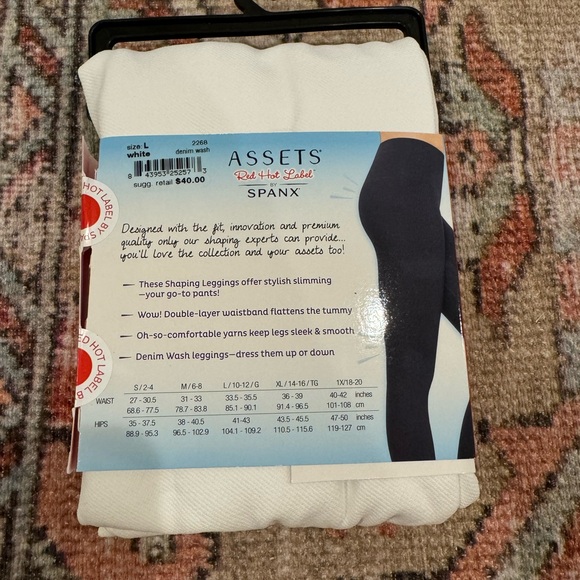 size L 2268
white denim wash
8 43953 25257 3
sugg. retail $40.00
ASSETS®
Red Hot Label®
BY
SPANX®
HOT LABEL BY S
Designed with the fit, innovation and premium
quality only our shaping experts can provide...
you'll love the collection and your assets too!
— These Shaping Leggings offer stylish slimming
—your go-to pants!
— Wow! Double-layer waistband flattens the tummy
— Oh-so-comfortable yarns keep legs sleek & smooth
— Denim Wash leggings—dress them up or down
ED HOT LABEL B
S / 2-4 M / 6-8 L / 10-12 / G XL / 14-16 / TG 1X/18-20
WAIST 27 - 30.5 31 - 33 33.5 - 35.5 36 - 39 40-42 inches
68.6 - 77.5 78.7 - 83.8 85.1 - 90.1 91.4 - 96.5 101-108 cm
HIPS 35 - 37.5 38 - 40.5 41-43 43.5 - 45.5 47-50 inches
88.9 - 95.3 96.5 - 102.9 104.1 - 109.2 110.5 - 115.6 119-127 cm